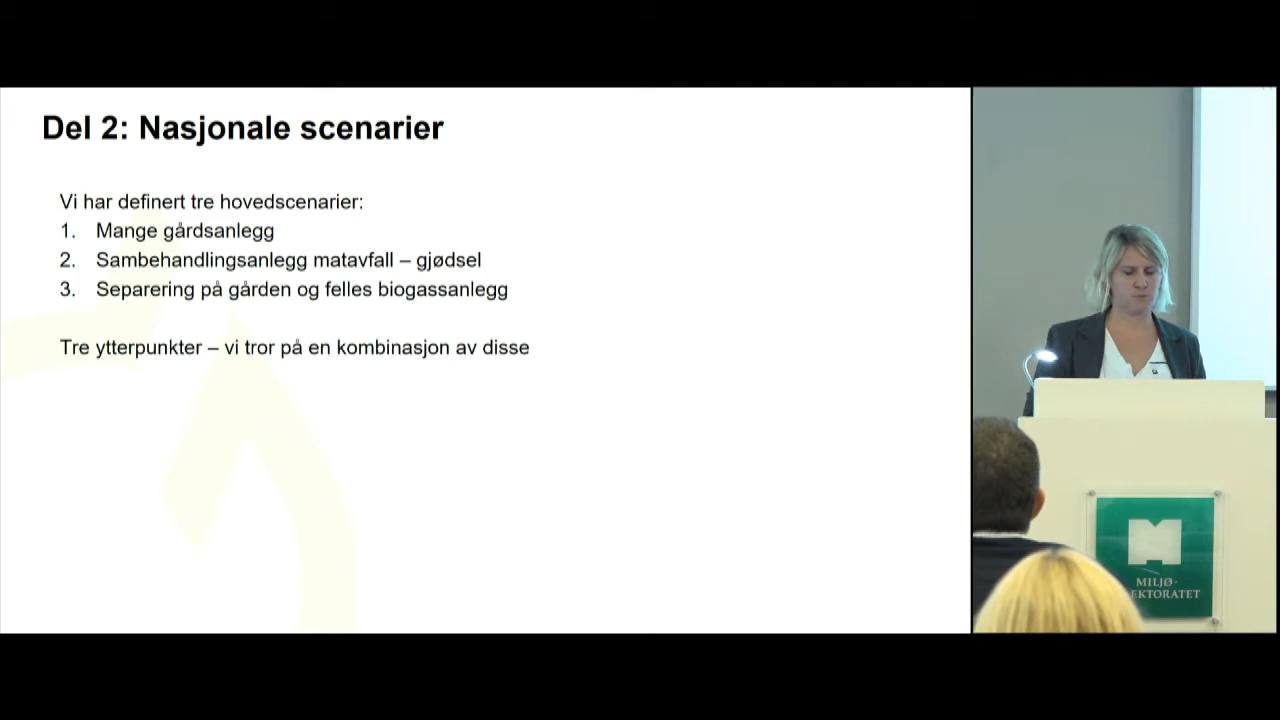 Del 2: Nasjonale scenarier
Vi har definert tre hovedscenarier:
1. Mange gårdsanlegg
2. Sambehandlingsanlegg matavfall – gjødsel
3. Separering på gården og felles biogassanlegg
Tre ytterpunkter – vi tror på en kombinasjon av disse
MILJØ-
EKTORATET